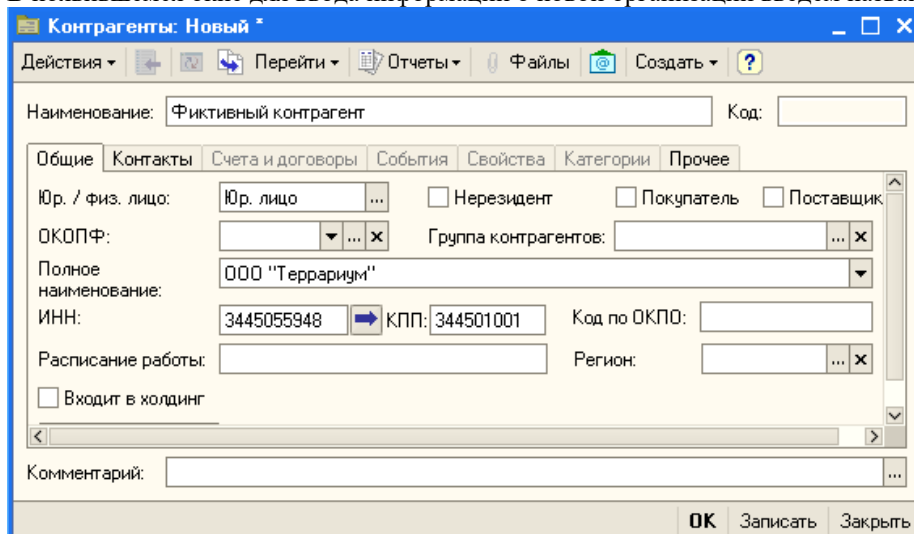 Контрагенты: Новый *
Действия Перейти Отчеты Файлы Создать ?
Наименование: Фиктивный контрагент Код:
Общие Контакты Счета и договоры События Свойства Категории Прочее
Юр. / физ. лицо: Юр. лицо ... Нерезидент Покупатель Поставщик
ОКОПФ: ... x Группа контрагентов: ... x
Полное
наименование: ООО "Террариум"
ИНН: 3445055948 КПП: 344501001 Код по ОКПО:
Расписание работы: Регион: ... x
Входит в холдинг
Комментарий: ...
OK Записать Закрыть